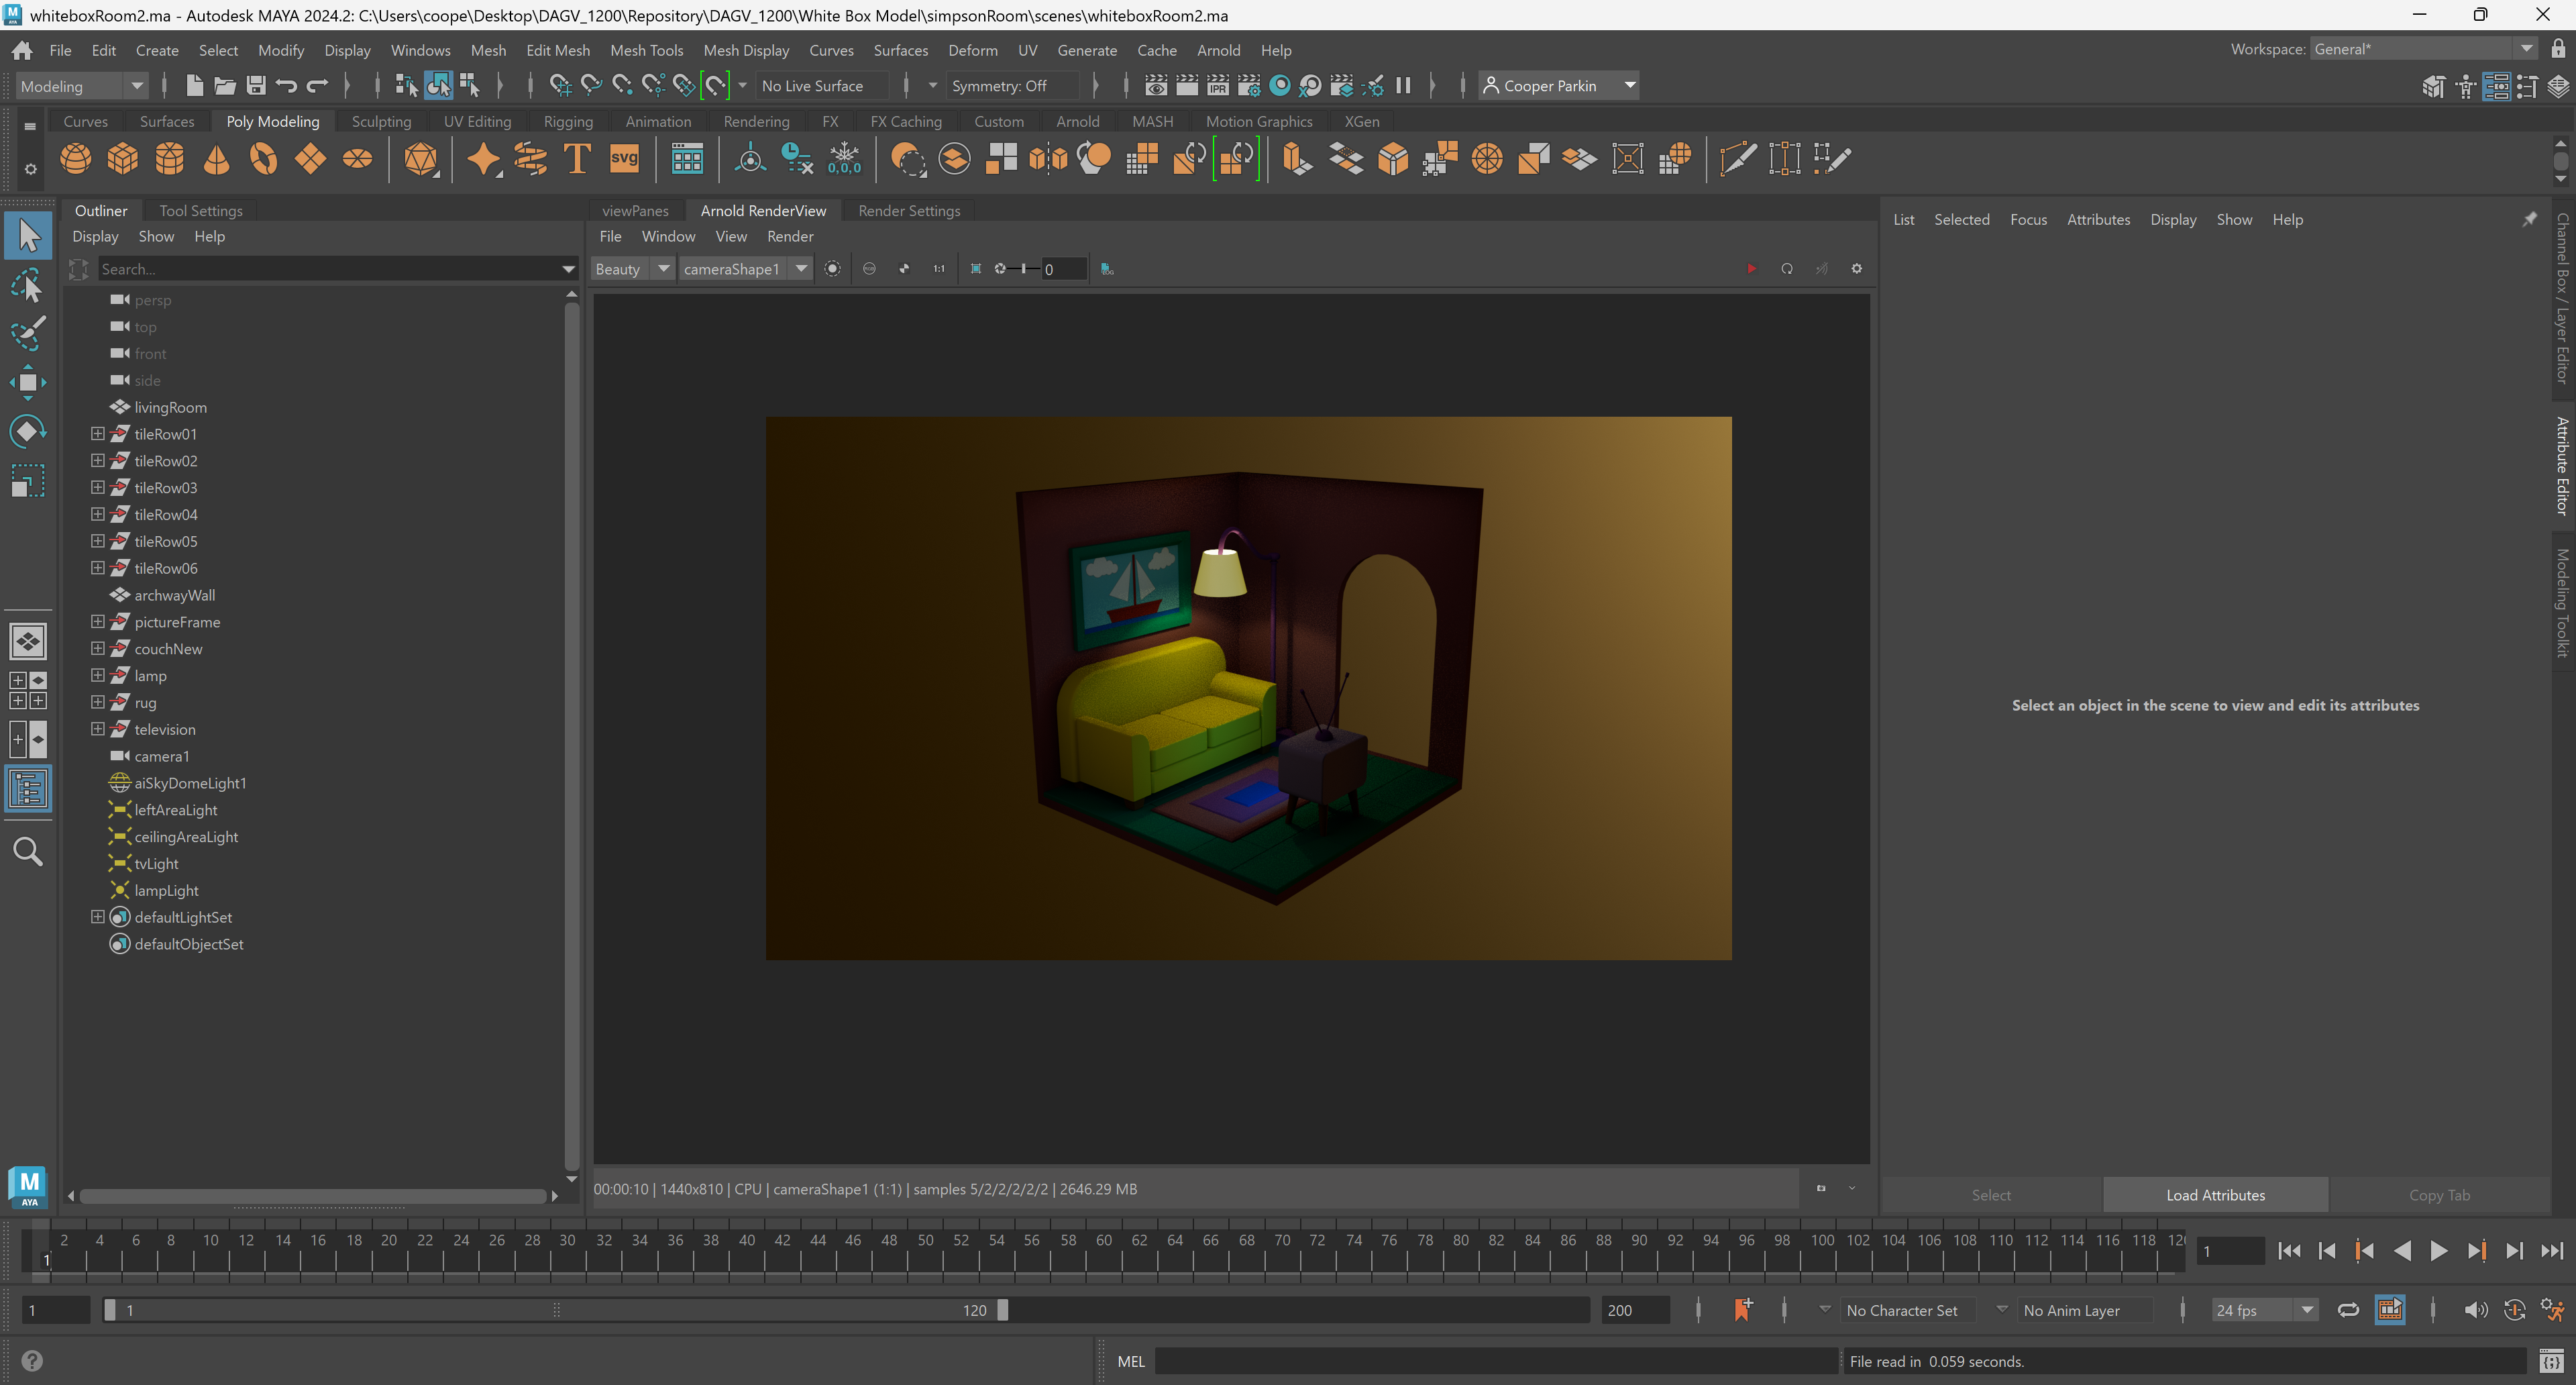 whiteboxRoom2.ma - Autodesk MAYA 2024.2: C:\Users\coope\Desktop\DAGV_1200\Repository\DAGV_1200\White Box Model\simpsonRoom\scenes\whiteboxRoom2.ma
File Edit Create Select Modify Display Windows Mesh Edit Mesh Mesh Tools Mesh Display Curves Surfaces Deform UV Generate Cache Arnold Help Workspace: General*
Modeling No Live Surface Symmetry: Off IPR Cooper Parkin
Curves Surfaces Poly Modeling Sculpting UV Editing Rigging Animation Rendering FX FX Caching Custom Arnold MASH Motion Graphics XGen
T svg 0,0,0
Outliner Tool Settings
Display Show Help
Search...
persp
top
front
side
livingRoom
tileRow01
tileRow02
tileRow03
tileRow04
tileRow05
tileRow06
archwayWall
pictureFrame
couchNew
lamp
rug
television
camera1
aiSkyDomeLight1
leftAreaLight
ceilingAreaLight
tvLight
lampLight
defaultLightSet
defaultObjectSet
M
AYA
viewPanes Arnold RenderView Render Settings
File Window View Render
Beauty cameraShape1 1:1 0
00:00:10 | 1440x810 | CPU | cameraShape1 (1:1) | samples 5/2/2/2/2/2 | 2646.29 MB
List Selected Focus Attributes Display Show Help
Select an object in the scene to view and edit its attributes
Select Load Attributes Copy Tab
Channel Box / Layer Editor
Attribute Editor
Modeling Toolkit
2 4 6 8 10 12 14 16 18 20 22 24 26 28 30 32 34 36 38 40 42 44 46 48 50 52 54 56 58 60 62 64 66 68 70 72 74 76 78 80 82 84 86 88 90 92 94 96 98 100 102 104 106 108 110 112 114 116 118 12
1 1
1 1 120 200 No Character Set No Anim Layer 24 fps
MEL File read in 0.059 seconds.